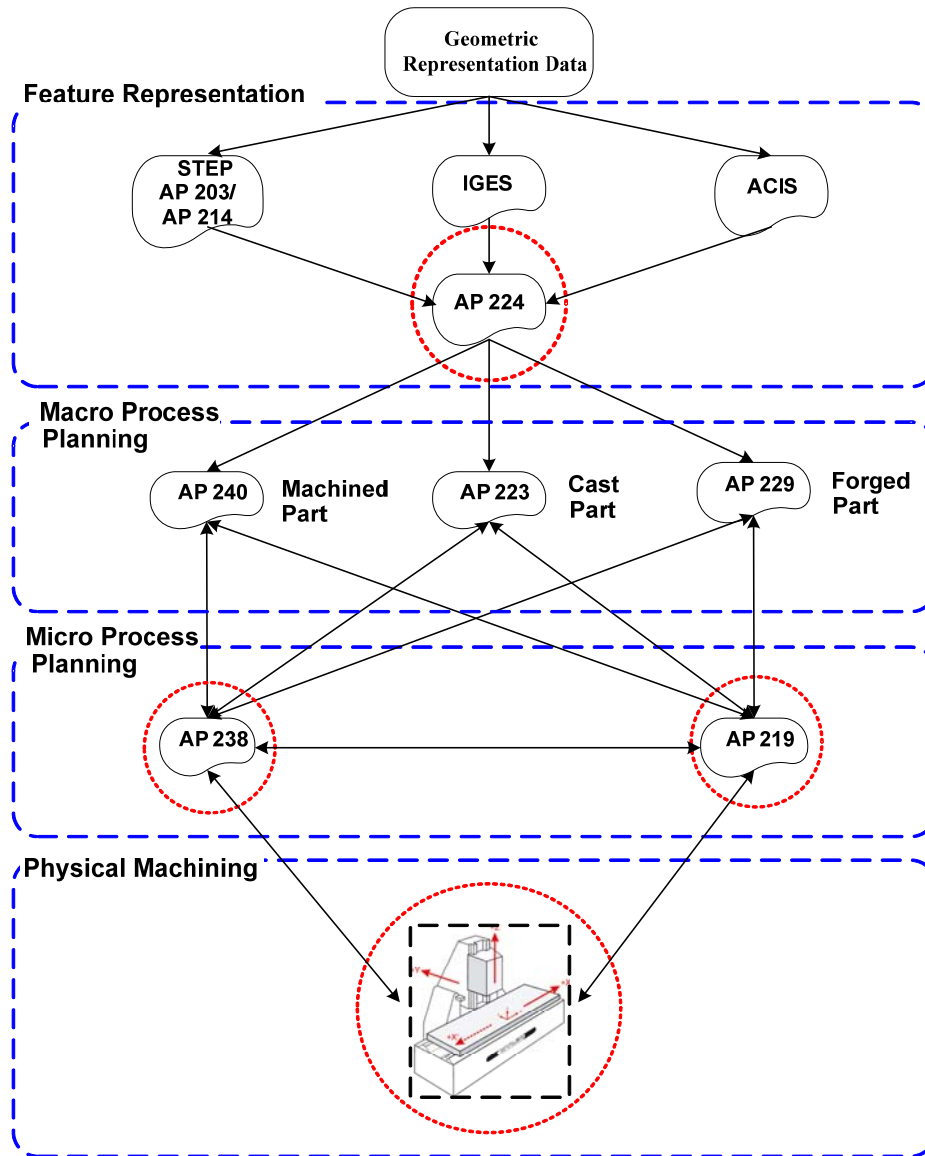 Geometric
Representation Data
Feature Representation
STEP
AP 203/
AP 214
IGES
ACIS
AP 224
Macro Process
Planning
AP 240
Machined
Part
AP 223
Cast
Part
AP 229
Forged
Part
Micro Process
Planning
AP 238
AP 219
Physical Machining